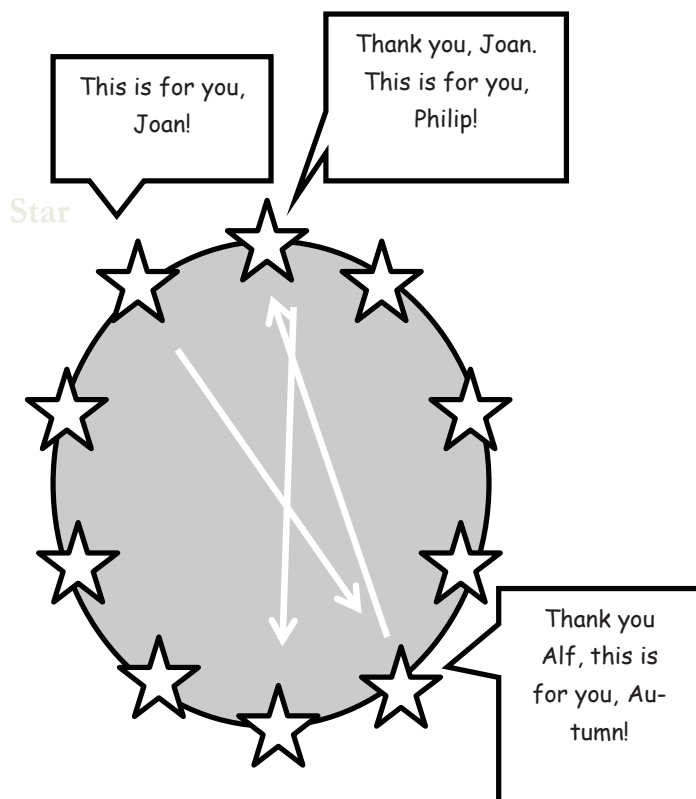 Thank you, Joan.
This is for you,
Philip!
This is for you,
Joan!
Star
Thank you
Alf, this is
for you, Au-
tumn!